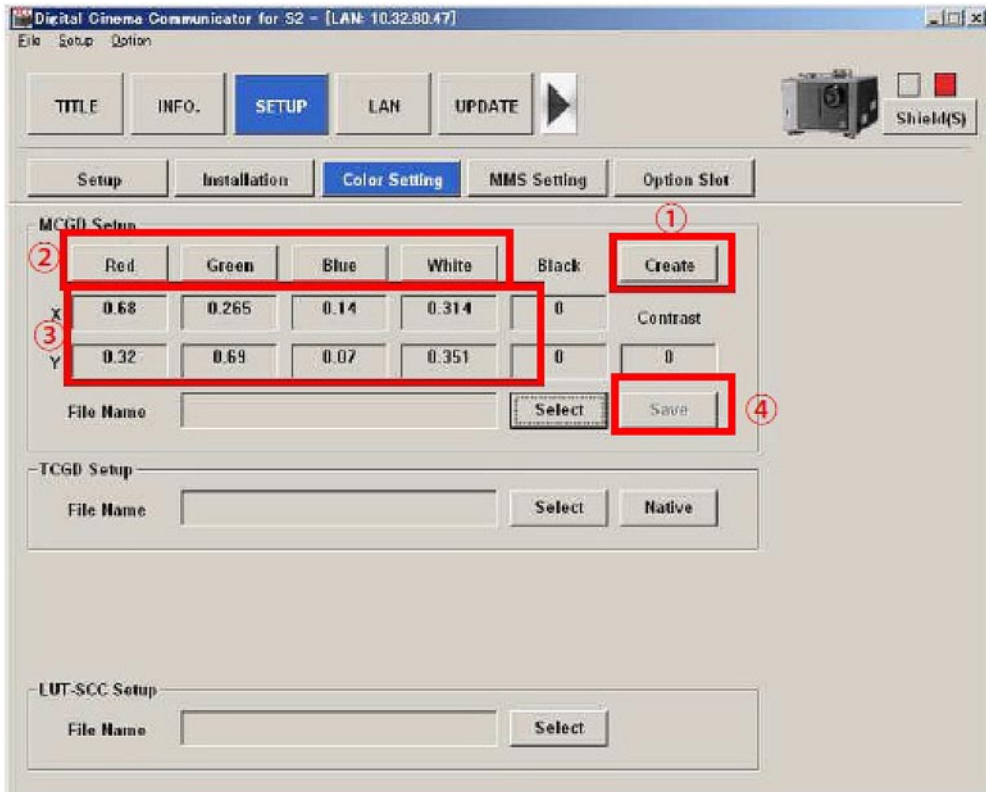 Digital Cinema Communicator for S2 - [LAN: 10.32.80.47]
File Setup Option
TITLE INFO. SETUP LAN UPDATE
Shield(S)
Setup Installation Color Setting MMS Setting Option Slot
MCGD Setup
① 
② Red Green Blue White Black Create
X 0.68 0.265 0.14 0.314 0 Contrast
③
Y 0.32 0.69 0.07 0.351 0 0
File Name Select Save ④
TCGD Setup
File Name Select Native
LUT-SCC Setup
File Name Select